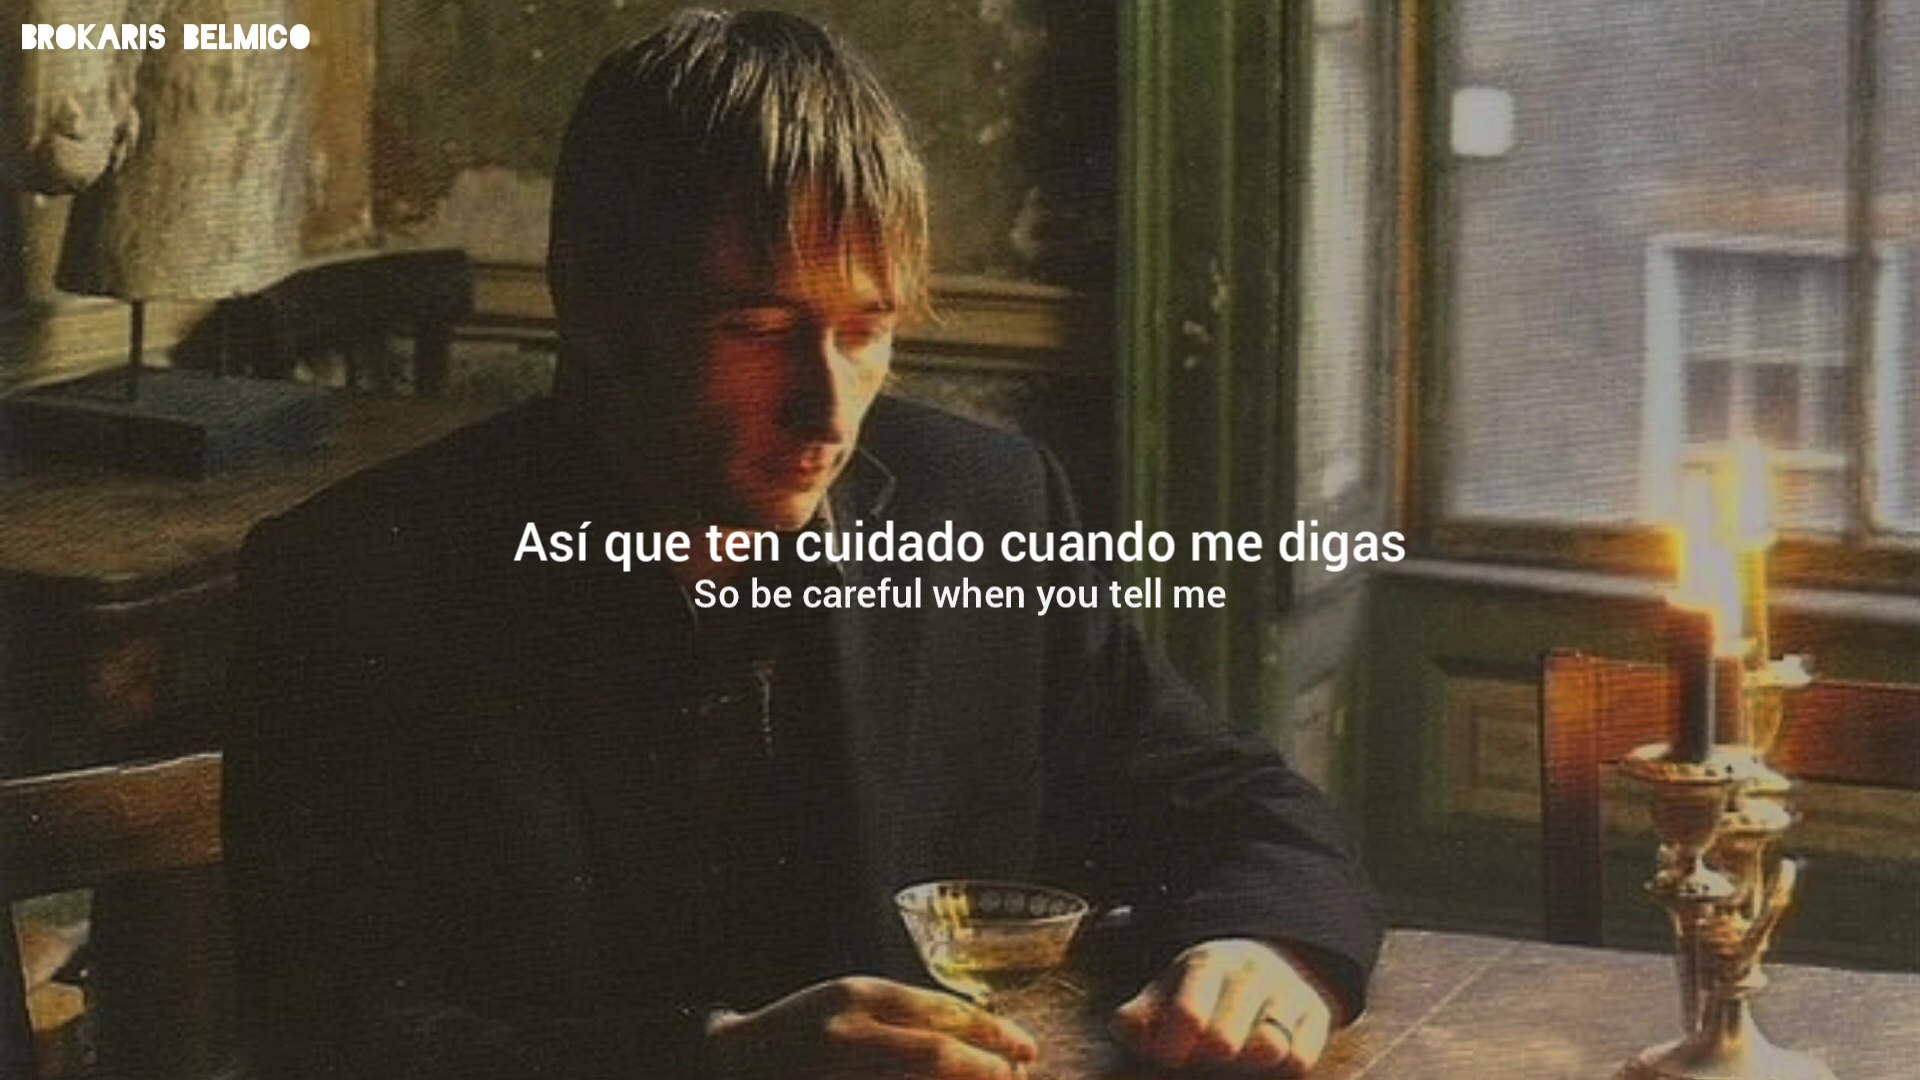 BROKARIS BELMICO
Así que ten cuidado cuando me digas
So be careful when you tell me